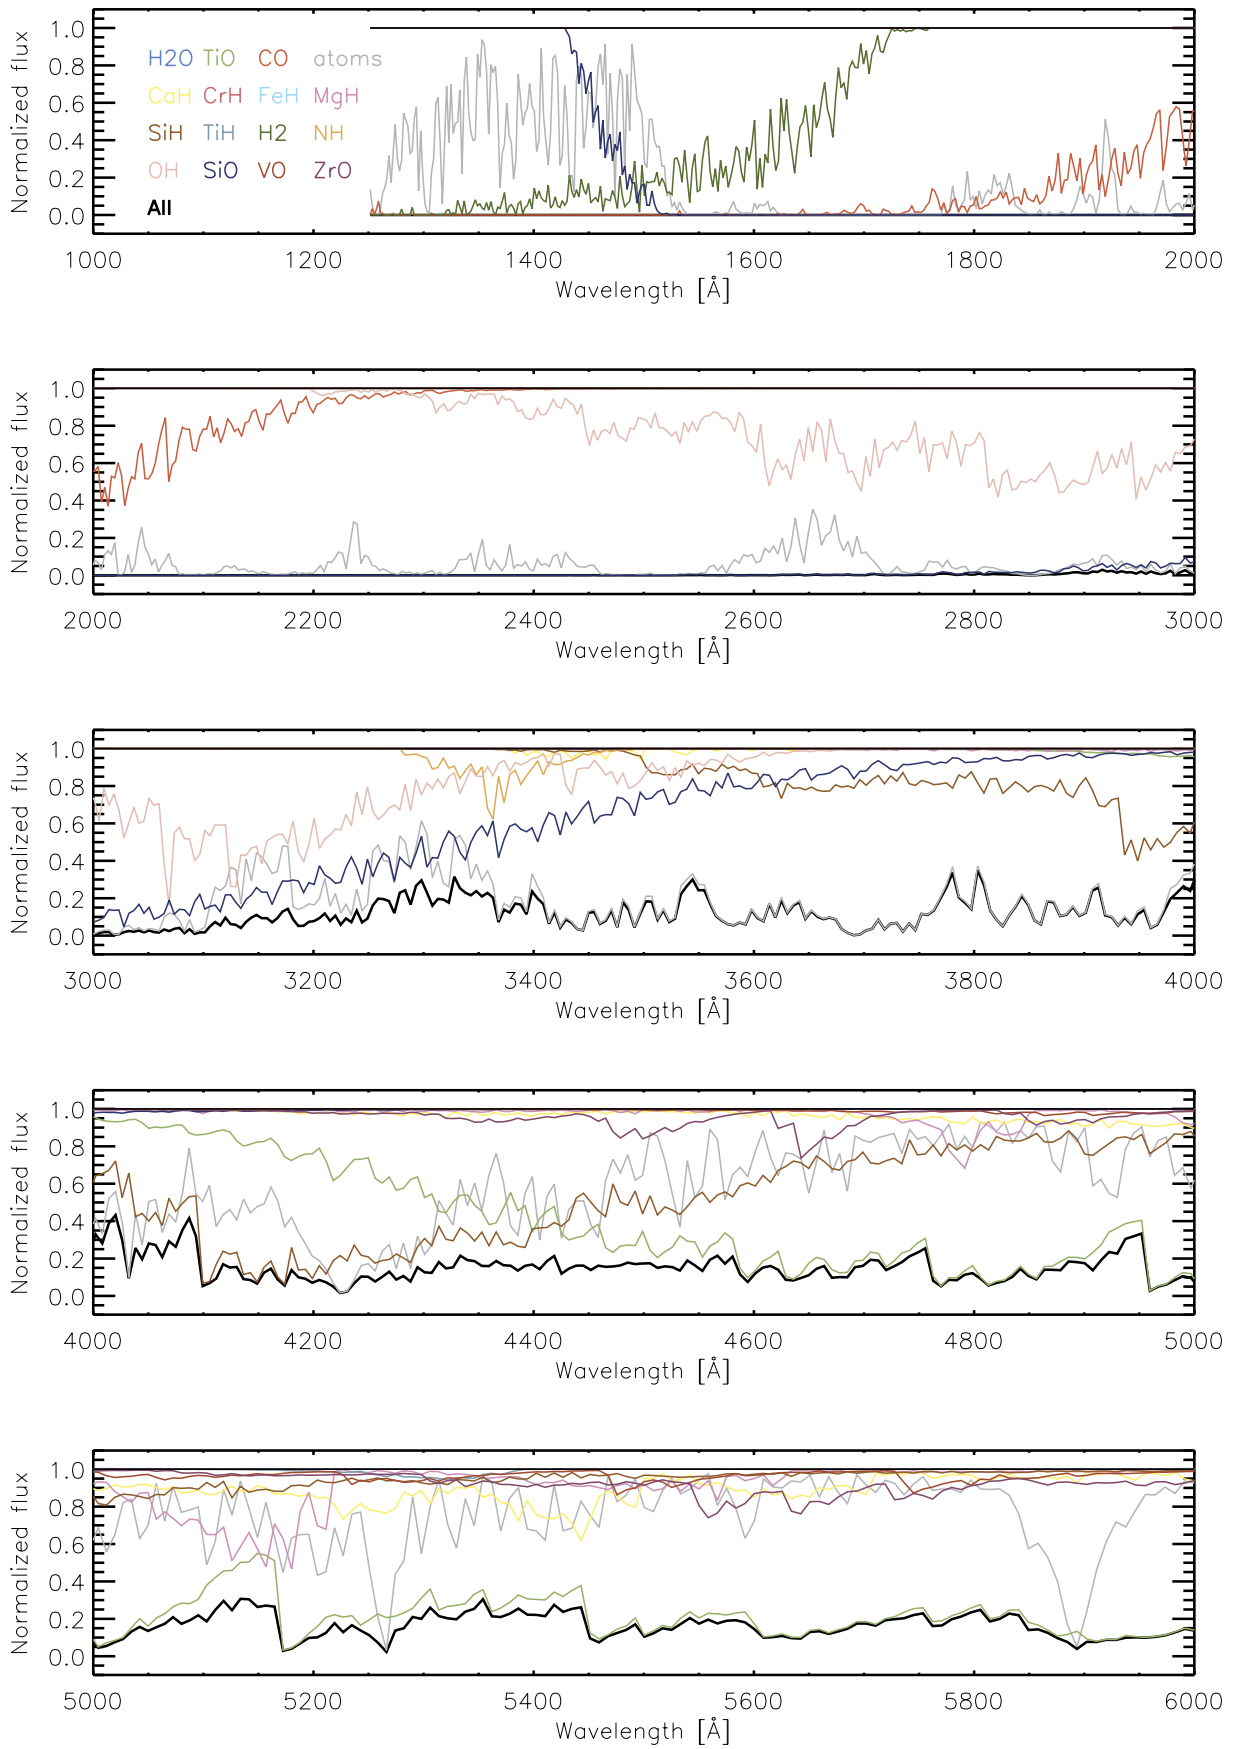 Normalized flux
1.0
0.8
0.6
0.4
0.2
0.0
H2O TiO CO atoms
CaH CrH FeH MgH
SiH TiH H2 NH
OH SiO VO ZrO
All
1000 1200 1400 1600 1800 2000
Wavelength [Å]
Normalized flux
1.0
0.8
0.6
0.4
0.2
0.0
2000 2200 2400 2600 2800 3000
Wavelength [Å]
Normalized flux
1.0
0.8
0.6
0.4
0.2
0.0
3000 3200 3400 3600 3800 4000
Wavelength [Å]
Normalized flux
1.0
0.8
0.6
0.4
0.2
0.0
4000 4200 4400 4600 4800 5000
Wavelength [Å]
Normalized flux
1.0
0.8
0.6
0.4
0.2
0.0
5000 5200 5400 5600 5800 6000
Wavelength [Å]